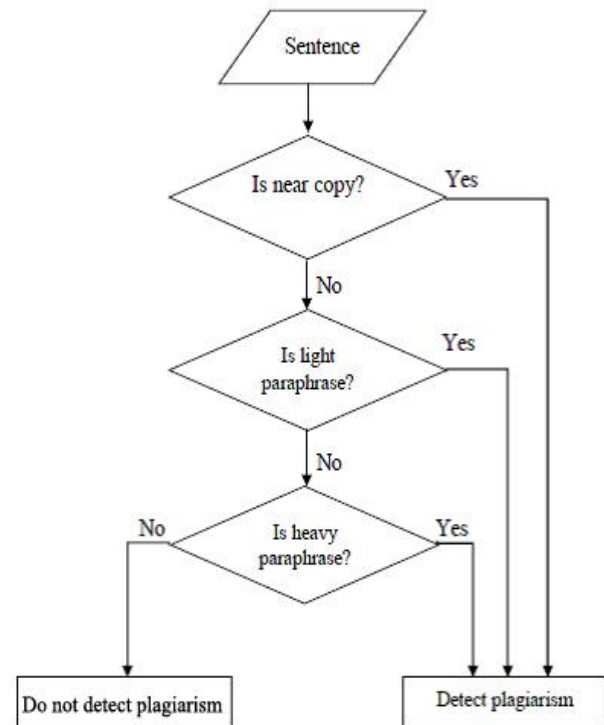 Sentence
Is near copy?
Yes
No
Is light
paraphrase?
Yes
No
No
Is heavy
paraphrase?
Yes
Do not detect plagiarism
Detect plagiarism